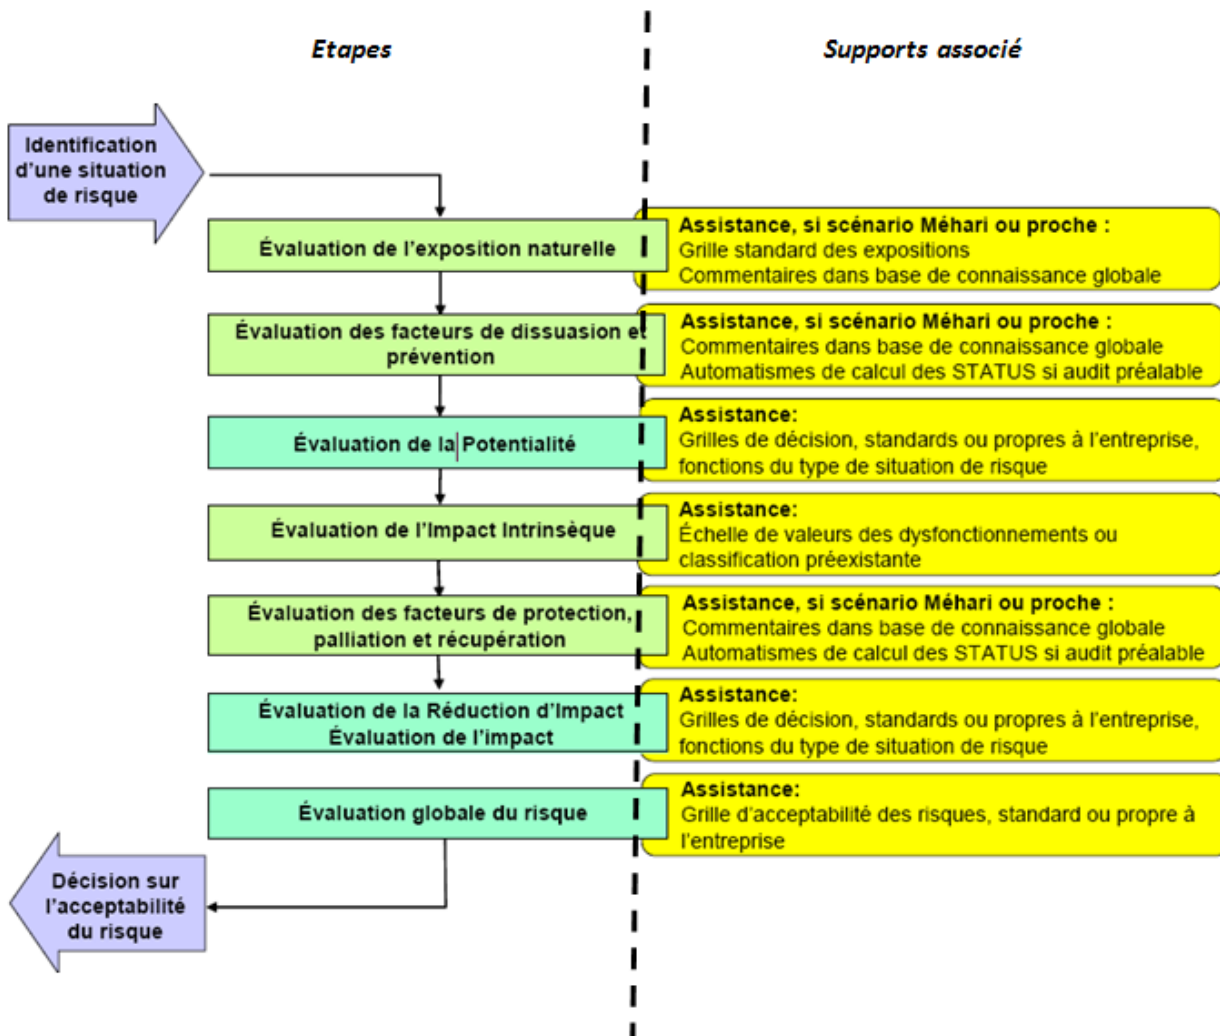 Etapes
Supports associé
Identification
d'une situation
de risque
Évaluation de l'exposition naturelle
Assistance, si scénario Méhari ou proche :
Grille standard des expositions
Commentaires dans base de connaissance globale
Évaluation des facteurs de dissuasion et
prévention
Assistance, si scénario Méhari ou proche :
Commentaires dans base de connaissance globale
Automatismes de calcul des STATUS si audit préalable
Évaluation de la Potentialité
Assistance:
Grilles de décision, standards ou propres à l'entreprise,
fonctions du type de situation de risque
Évaluation de l'Impact Intrinsèque
Assistance:
Échelle de valeurs des dysfonctionnements ou
classification préexistante
Évaluation des facteurs de protection,
palliation et récupération
Assistance, si scénario Méhari ou proche :
Commentaires dans base de connaissance globale
Automatismes de calcul des STATUS si audit préalable
Évaluation de la Réduction d'Impact
Évaluation de l'impact
Assistance:
Grilles de décision, standards ou propres à l'entreprise,
fonctions du type de situation de risque
Évaluation globale du risque
Assistance:
Grille d'acceptabilité des risques, standard ou propre à
l'entreprise
Décision sur
l'acceptabilité
du risque